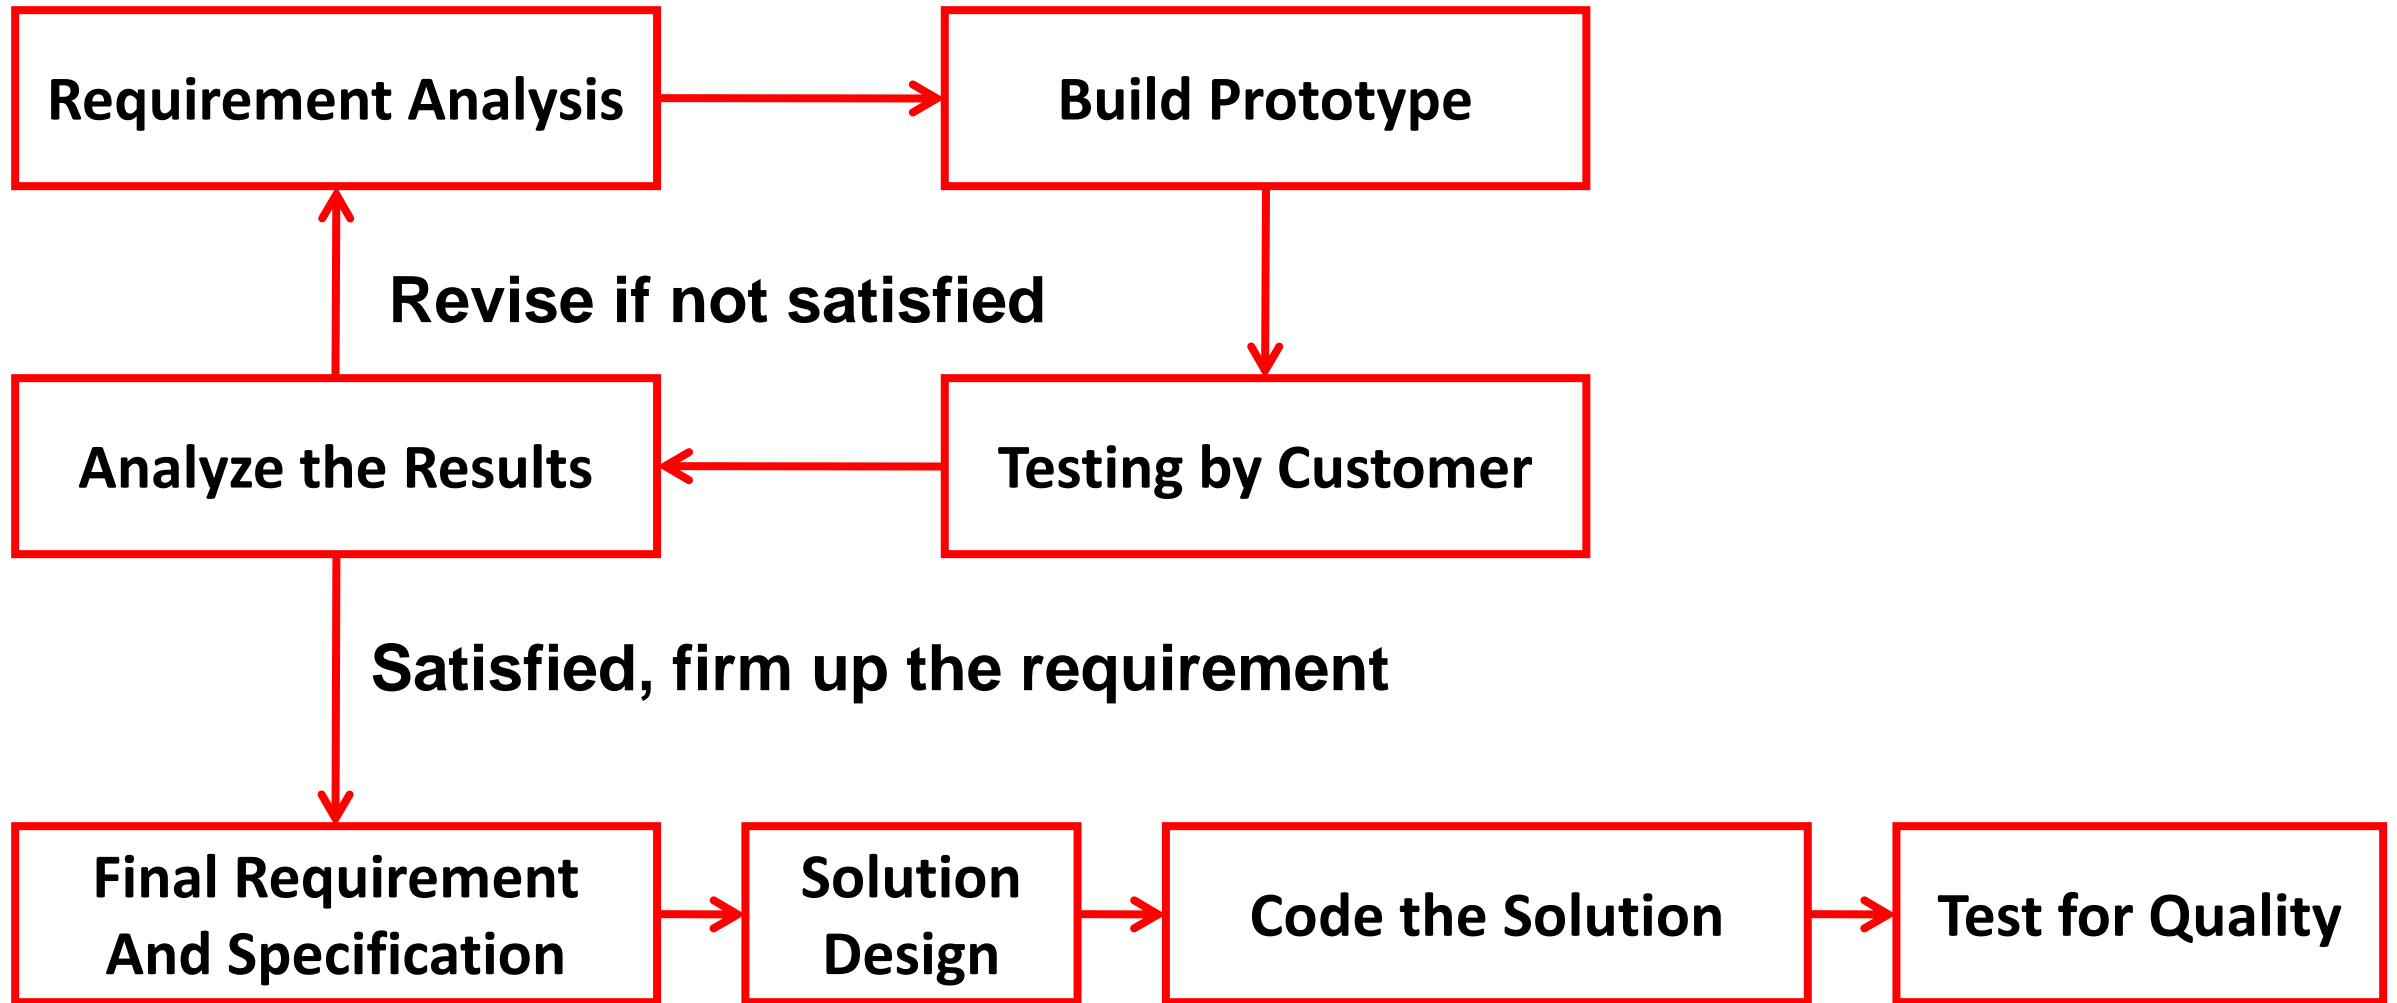 Requirement Analysis
Build Prototype
Revise if not satisfied
Analyze the Results
Testing by Customer
Satisfied, firm up the requirement
Final Requirement
And Specification
Solution
Design
Code the Solution
Test for Quality